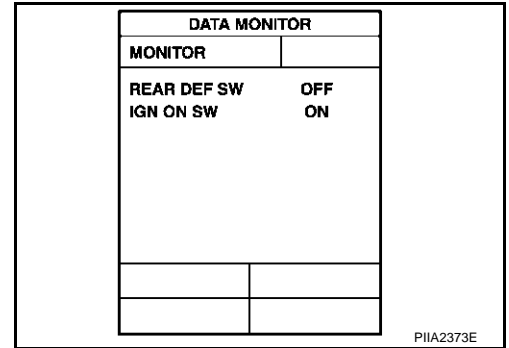 DATA MONITOR
MONITOR
REAR DEF SW OFF
IGN ON SW ON
PIIA2373E